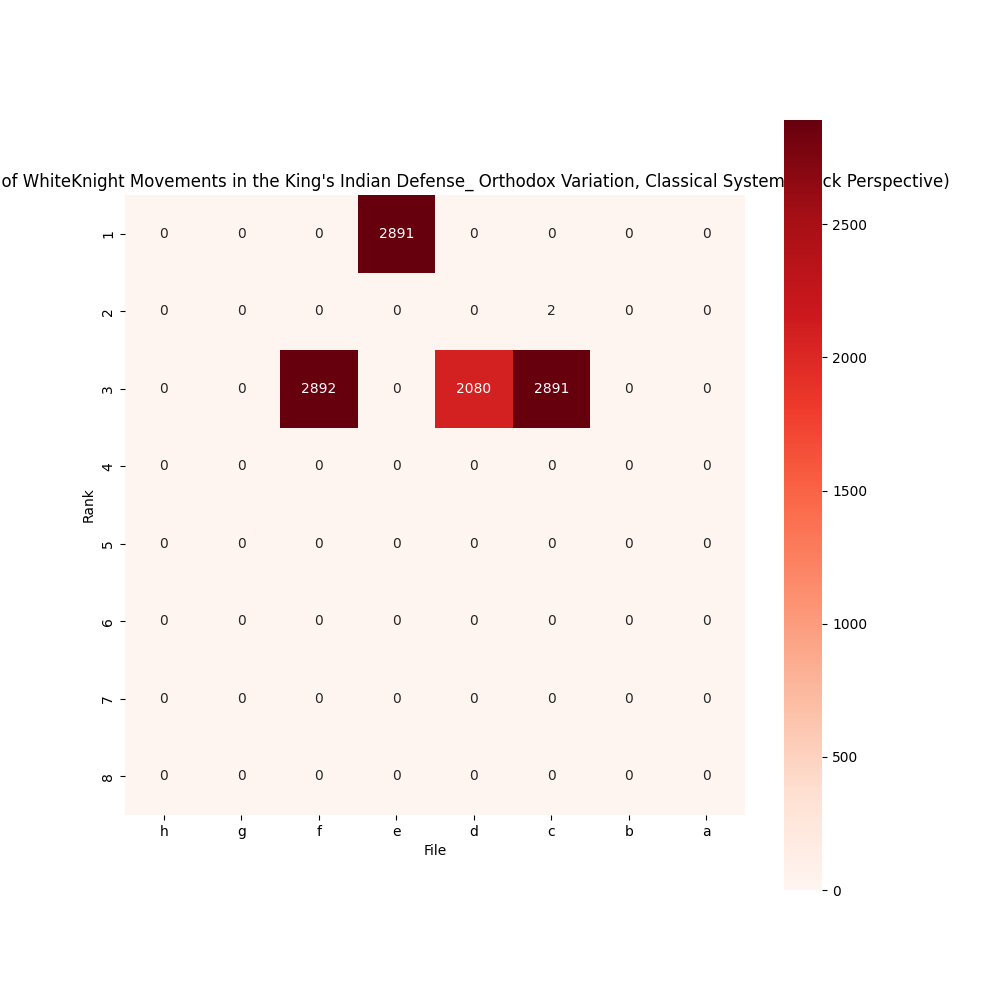 of WhiteKnight Movements in the King's Indian Defense_ Orthodox Variation, Classical System ck Perspective)
1 0 0 0 2891 0 0 0 0
2 0 0 0 0 0 2 0 0
3 0 0 2892 0 2080 2891 0 0
4 0 0 0 0 0 0 0 0
5 0 0 0 0 0 0 0 0
6 0 0 0 0 0 0 0 0
7 0 0 0 0 0 0 0 0
8 0 0 0 0 0 0 0 0
Rank
h g f e d c b a
File
2500
2000
1500
1000
500
0